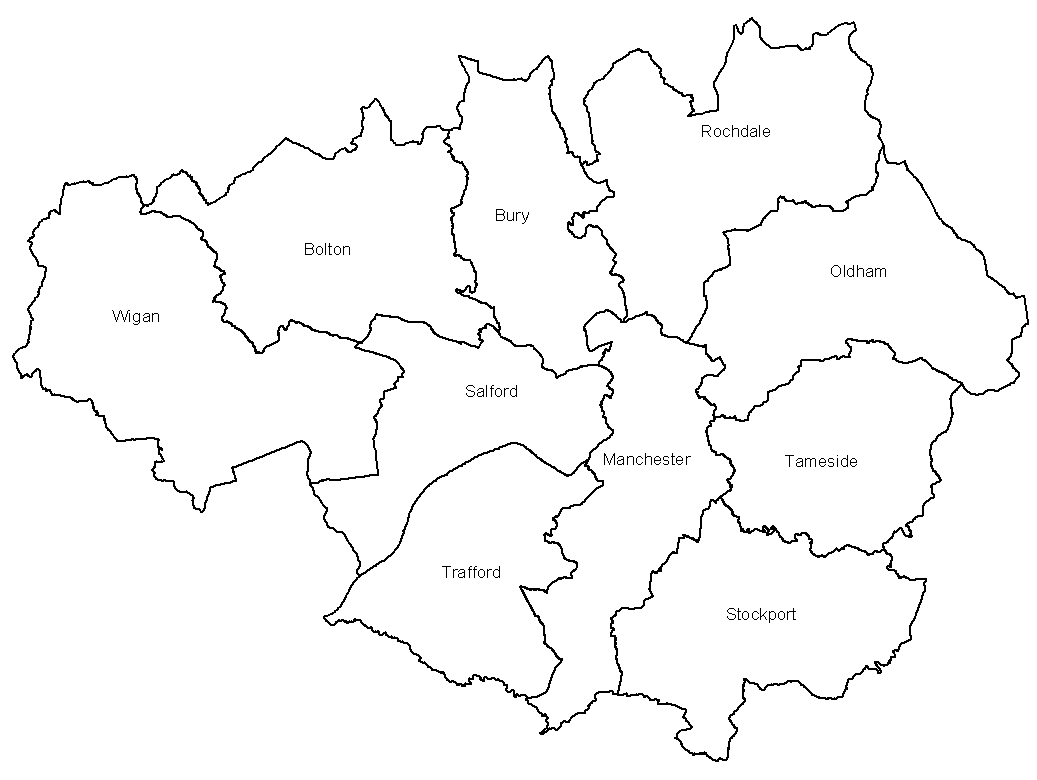 Rochdale
Bury
Bolton
Oldham
Wigan
Salford
Manchester
Tameside
Trafford
Stockport